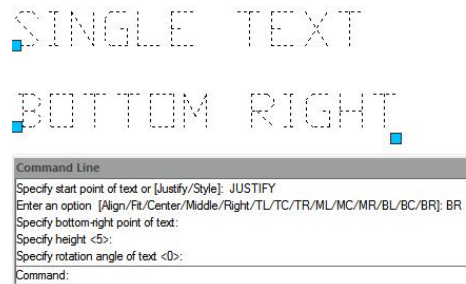 SINGLE TEXT
BOTTOM RIGHT
Command Line
Specify start point of text or [Justify/Style]: JUSTIFY
Enter an option [Align/Fit/Center/Middle/Right/TL/TC/TR/ML/MC/MR/BL/BC/BR]: BR
Specify bottom-right point of text:
Specify height <5>:
Specify rotation angle of text <0>:
Command: